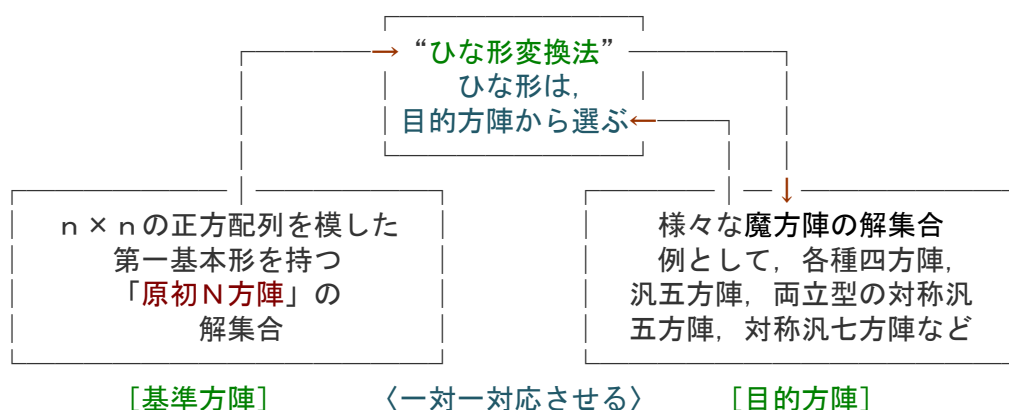 “ひな形変換法”
ひな形は，
目的方陣から選ぶ
ｎ×ｎの正方配列を模した
第一基本形を持つ
「原初Ｎ方陣」の
解集合
様々な魔方陣の解集合
例として，各種四方陣，
汎五方陣，両立型の対称汎
五方陣，対称汎七方陣など
［基準方陣］　〈一対一対応させる〉　［目的方陣］